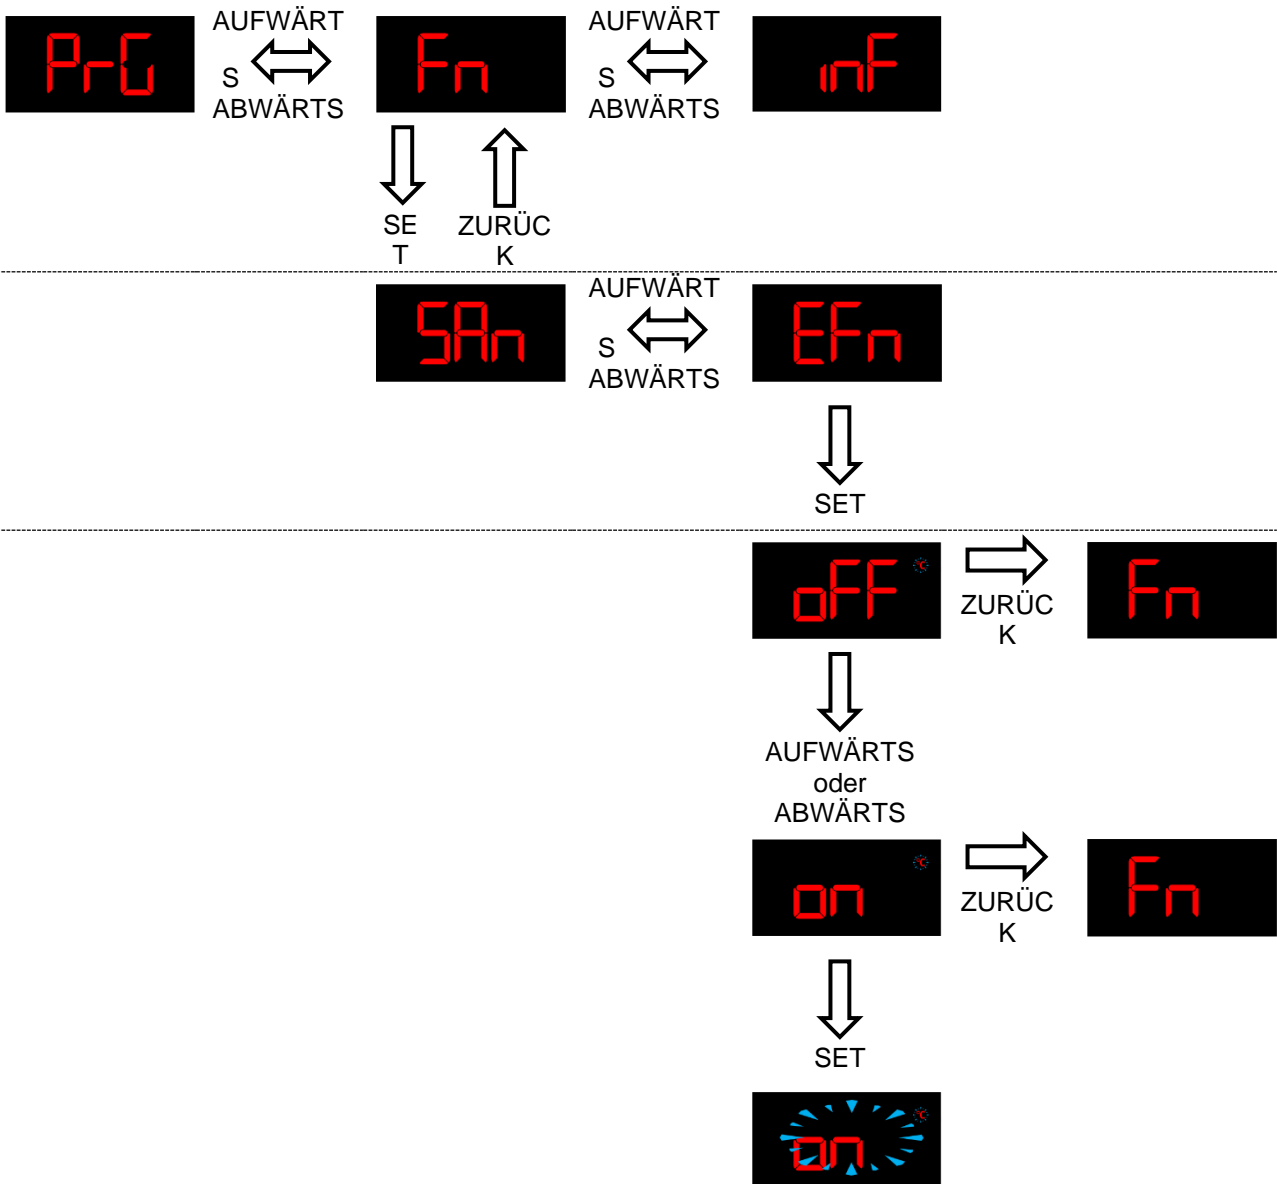 PrG
AUFWÄRT
S
ABWÄRTS
Fn
AUFWÄRT
S
ABWÄRTS
inF
SE
T
ZURÜC
K
SAn
AUFWÄRT
S
ABWÄRTS
EFn
SET
oFF °C
ZURÜC
K
Fn
AUFWÄRTS
oder
ABWÄRTS
on °C
ZURÜC
K
Fn
SET
on °C